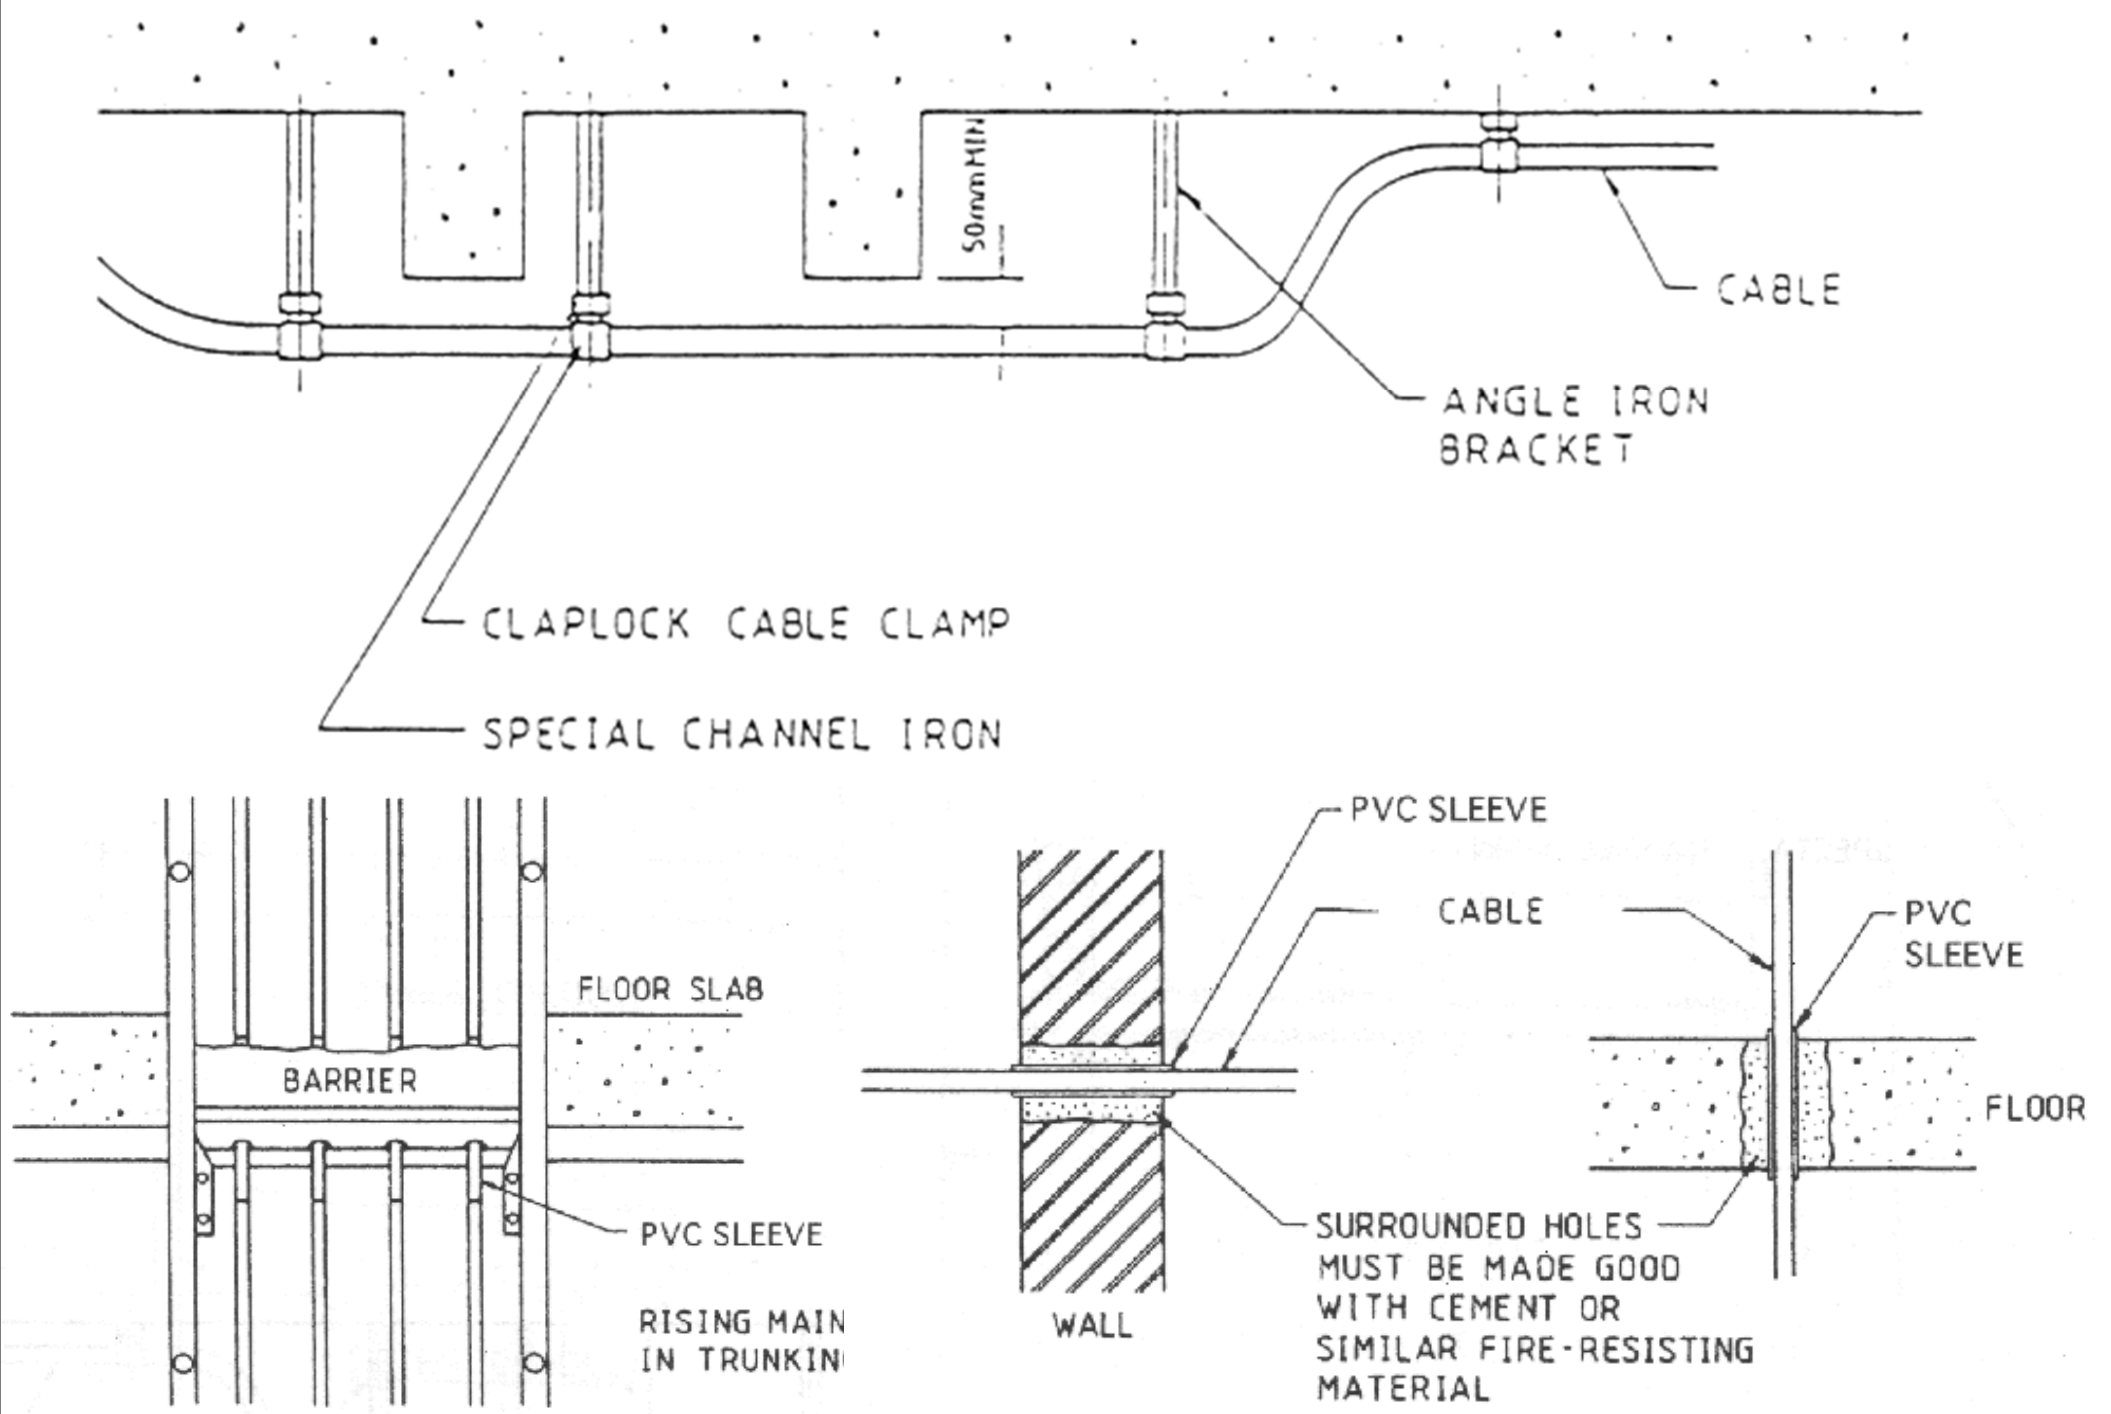 50mm MIN
CABLE
ANGLE IRON
BRACKET
CLAPLOCK CABLE CLAMP
SPECIAL CHANNEL IRON
FLOOR SLAB
BARRIER
PVC SLEEVE
RISING MAIN
IN TRUNKIN
PVC SLEEVE
CABLE
PVC
SLEEVE
FLOOR
WALL
SURROUNDED HOLES
MUST BE MADE GOOD
WITH CEMENT OR
SIMILAR FIRE-RESISTING
MATERIAL